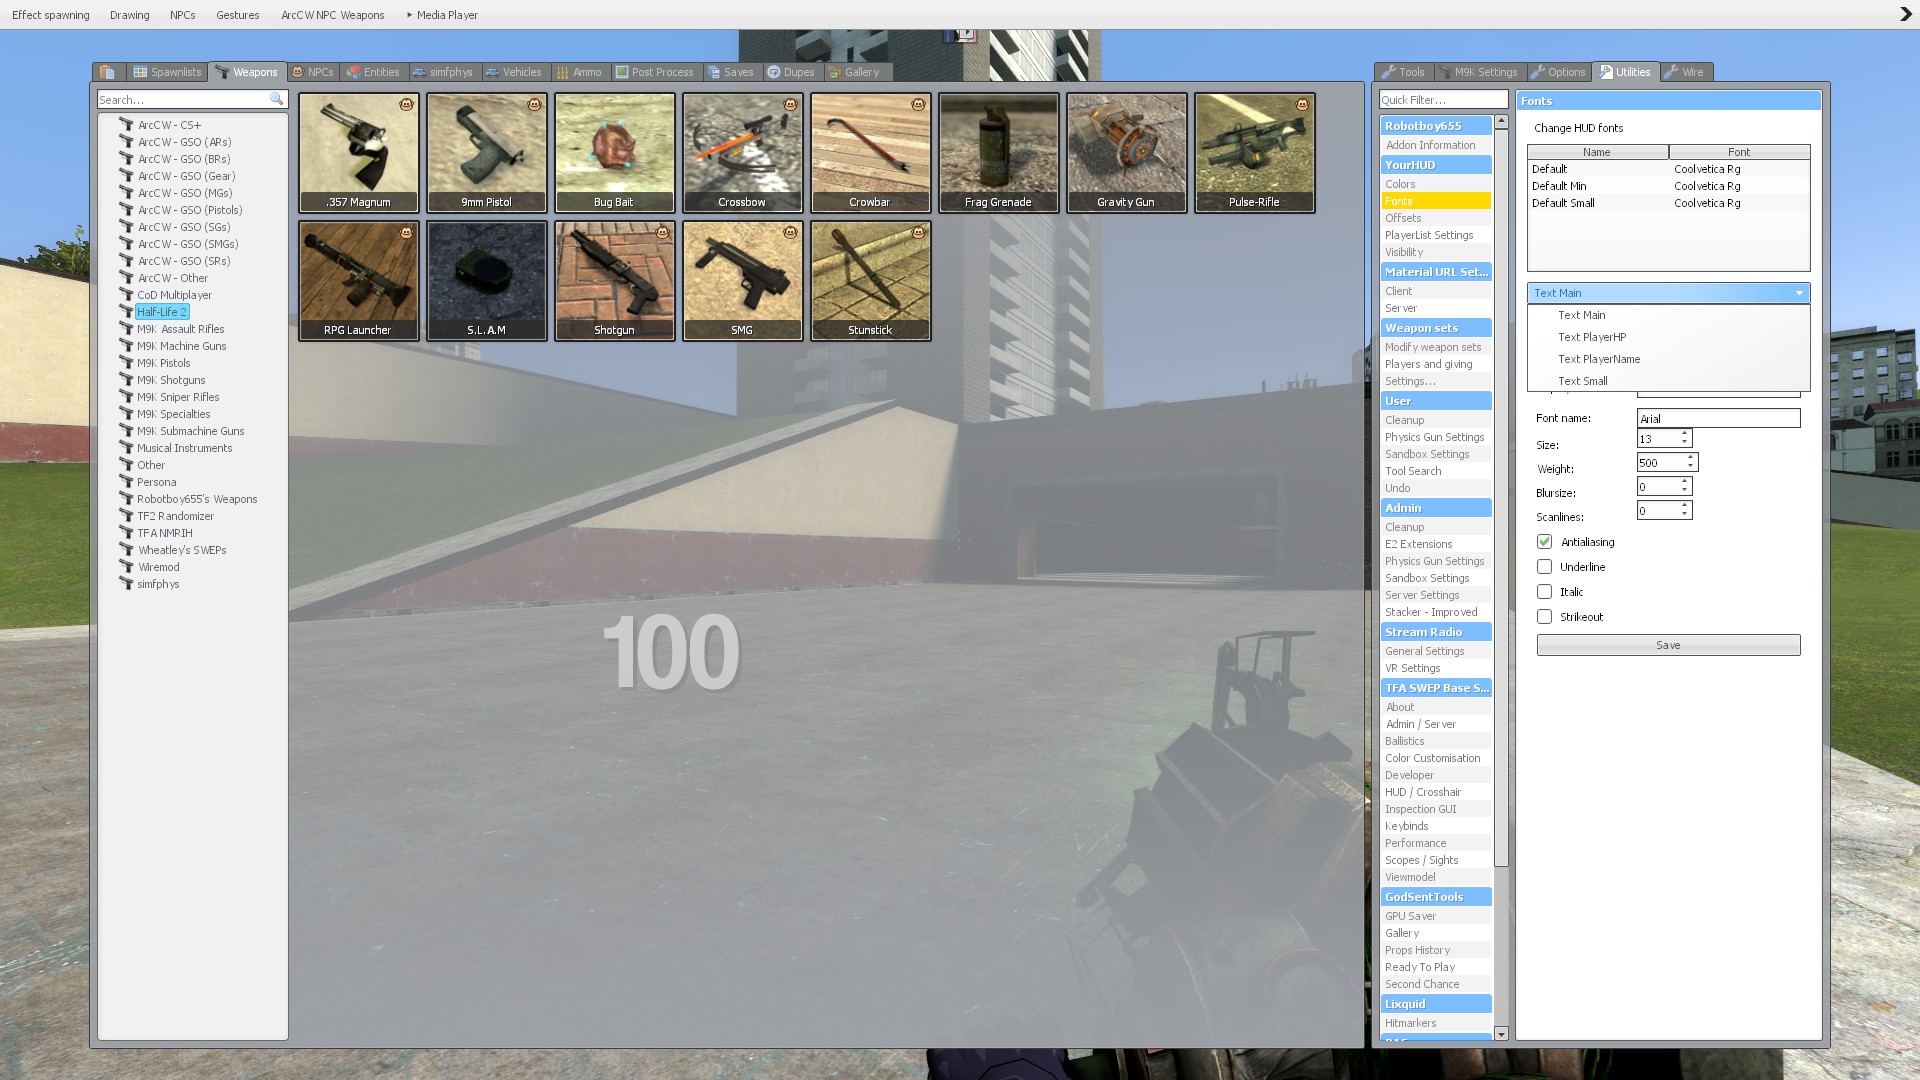 Effect spawning Drawing NPCs Gestures ArcCW NPC Weapons Media Player
Spawnlists Weapons NPCs Entities simfphys Vehicles Ammo Post Process Saves Dupes Gallery
Search...
ArcCW - CS+
ArcCW - GSO (ARs)
ArcCW - GSO (BRs)
ArcCW - GSO (Gear)
ArcCW - GSO (MGs)
ArcCW - GSO (Pistols)
ArcCW - GSO (SGs)
ArcCW - GSO (SMGs)
ArcCW - GSO (SRs)
ArcCW - Other
CoD Multiplayer
Half-Life 2
M9K Assault Rifles
M9K Machine Guns
M9K Pistols
M9K Shotguns
M9K Sniper Rifles
M9K Specialties
M9K Submachine Guns
Musical Instruments
Other
Persona
Robotboy655's Weapons
TF2 Randomizer
TFA NMRIH
Wheatley's SWEPs
Wiremod
simfphys
.357 Magnum 9mm Pistol Bug Bait Crossbow Crowbar Frag Grenade Gravity Gun Pulse-Rifle
RPG Launcher S.L.A.M Shotgun SMG Stunstick
100
Tools M9K Settings Options Utilities Wire
Quick Filter...
Robotboy655
Addon Information
YourHUD
Colors
Fonts
Offsets
PlayerList Settings
Visibility
Material URL Set...
Client
Server
Weapon sets
Modify weapon sets
Players and giving
Settings...
User
Cleanup
Physics Gun Settings
Sandbox Settings
Tool Search
Undo
Admin
Cleanup
E2 Extensions
Physics Gun Settings
Sandbox Settings
Server Settings
Stacker - Improved
Stream Radio
General Settings
VR Settings
TFA SWEP Base S...
About
Admin / Server
Ballistics
Color Customisation
Developer
HUD / Crosshair
Inspection GUI
Keybinds
Performance
Scopes / Sights
Viewmodel
GodSentTools
GPU Saver
Gallery
Props History
Ready To Play
Second Chance
Lixquid
Hitmarkers
Fonts
Change HUD fonts
Name Font
Default Coolvetica Rg
Default Min Coolvetica Rg
Default Small Coolvetica Rg
Text Main
Text Main
Text PlayerHP
Text PlayerName
Text Small
Font name: Arial
Size: 13
Weight: 500
Blursize: 0
Scanlines: 0
Antialiasing
Underline
Italic
Strikeout
Save